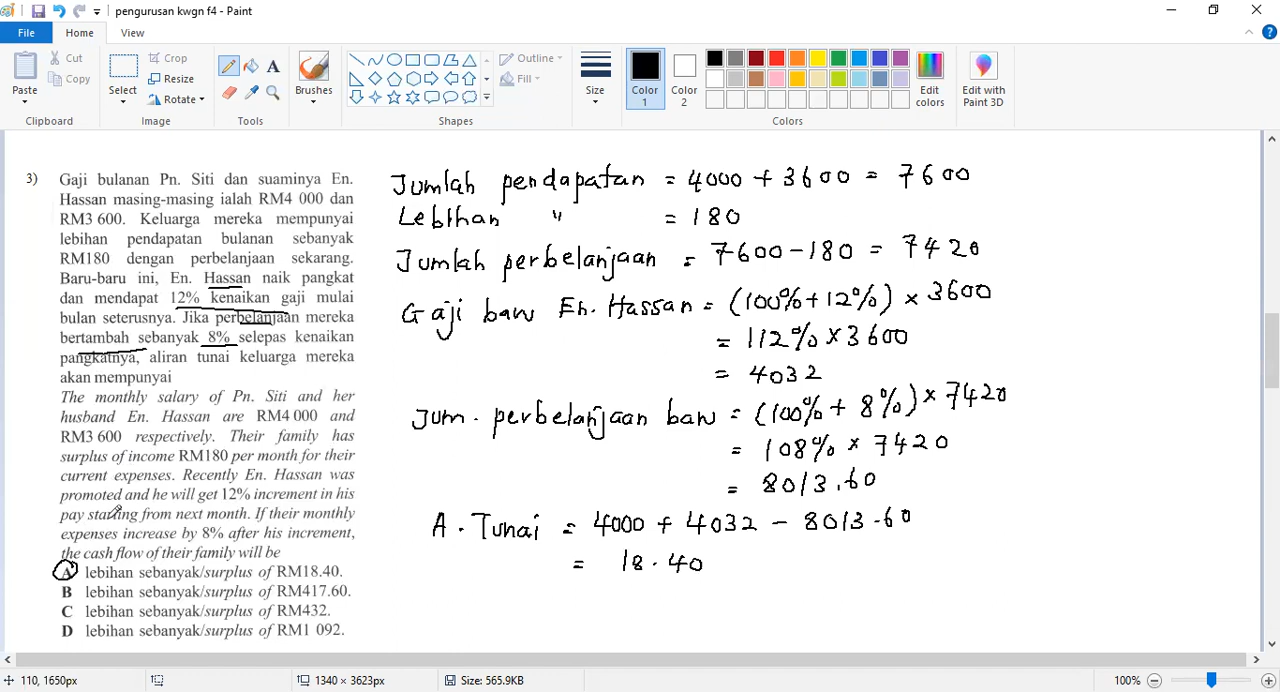 pengurusan kwgn f4 - Paint
File Home View
Paste
Cut
Copy
Clipboard
Select
Crop
Resize
Rotate
Image
A
Tools
Brushes
Shapes
Outline
Fill
Size
Color 1
Color 2
Edit colors
Edit with Paint 3D
Colors
3) Gaji bulanan Pn. Siti dan suaminya En.
Hassan masing-masing ialah RM4 000 dan
RM3 600. Keluarga mereka mempunyai
lebihan pendapatan bulanan sebanyak
RM180 dengan perbelanjaan sekarang.
Baru-baru ini, En. Hassan naik pangkat
dan mendapat 12% kenaikan gaji mulai
bulan seterusnya. Jika perbelanjaan mereka
bertambah sebanyak 8% selepas kenaikan
pangkatnya, aliran tunai keluarga mereka
akan mempunyai
The monthly salary of Pn. Siti and her
husband En. Hassan are RM4 000 and
RM3 600 respectively. Their family has
surplus of income RM180 per month for their
current expenses. Recently En. Hassan was
promoted and he will get 12% increment in his
pay starting from next month. If their monthly
expenses increase by 8% after his increment,
the cash flow of their family will be
A lebihan sebanyak/surplus of RM18.40.
B lebihan sebanyak/surplus of RM417.60.
C lebihan sebanyak/surplus of RM432.
D lebihan sebanyak/surplus of RM1 092.
Jumlah pendapatan = 4000 + 3600 = 7600
Lebihan " = 180
Jumlah perbelanjaan = 7600 - 180 = 7420
Gaji baru En. Hassan = (100% + 12%) × 3600
= 112% × 3600
= 4032
Jum. perbelanjaan baru = (100% + 8%) × 7420
= 108% × 7420
= 8013.60
A. Tunai = 4000 + 4032 - 8013.60
= 18.40
110, 1650px
1340 × 3623px
Size: 565.9KB
100%